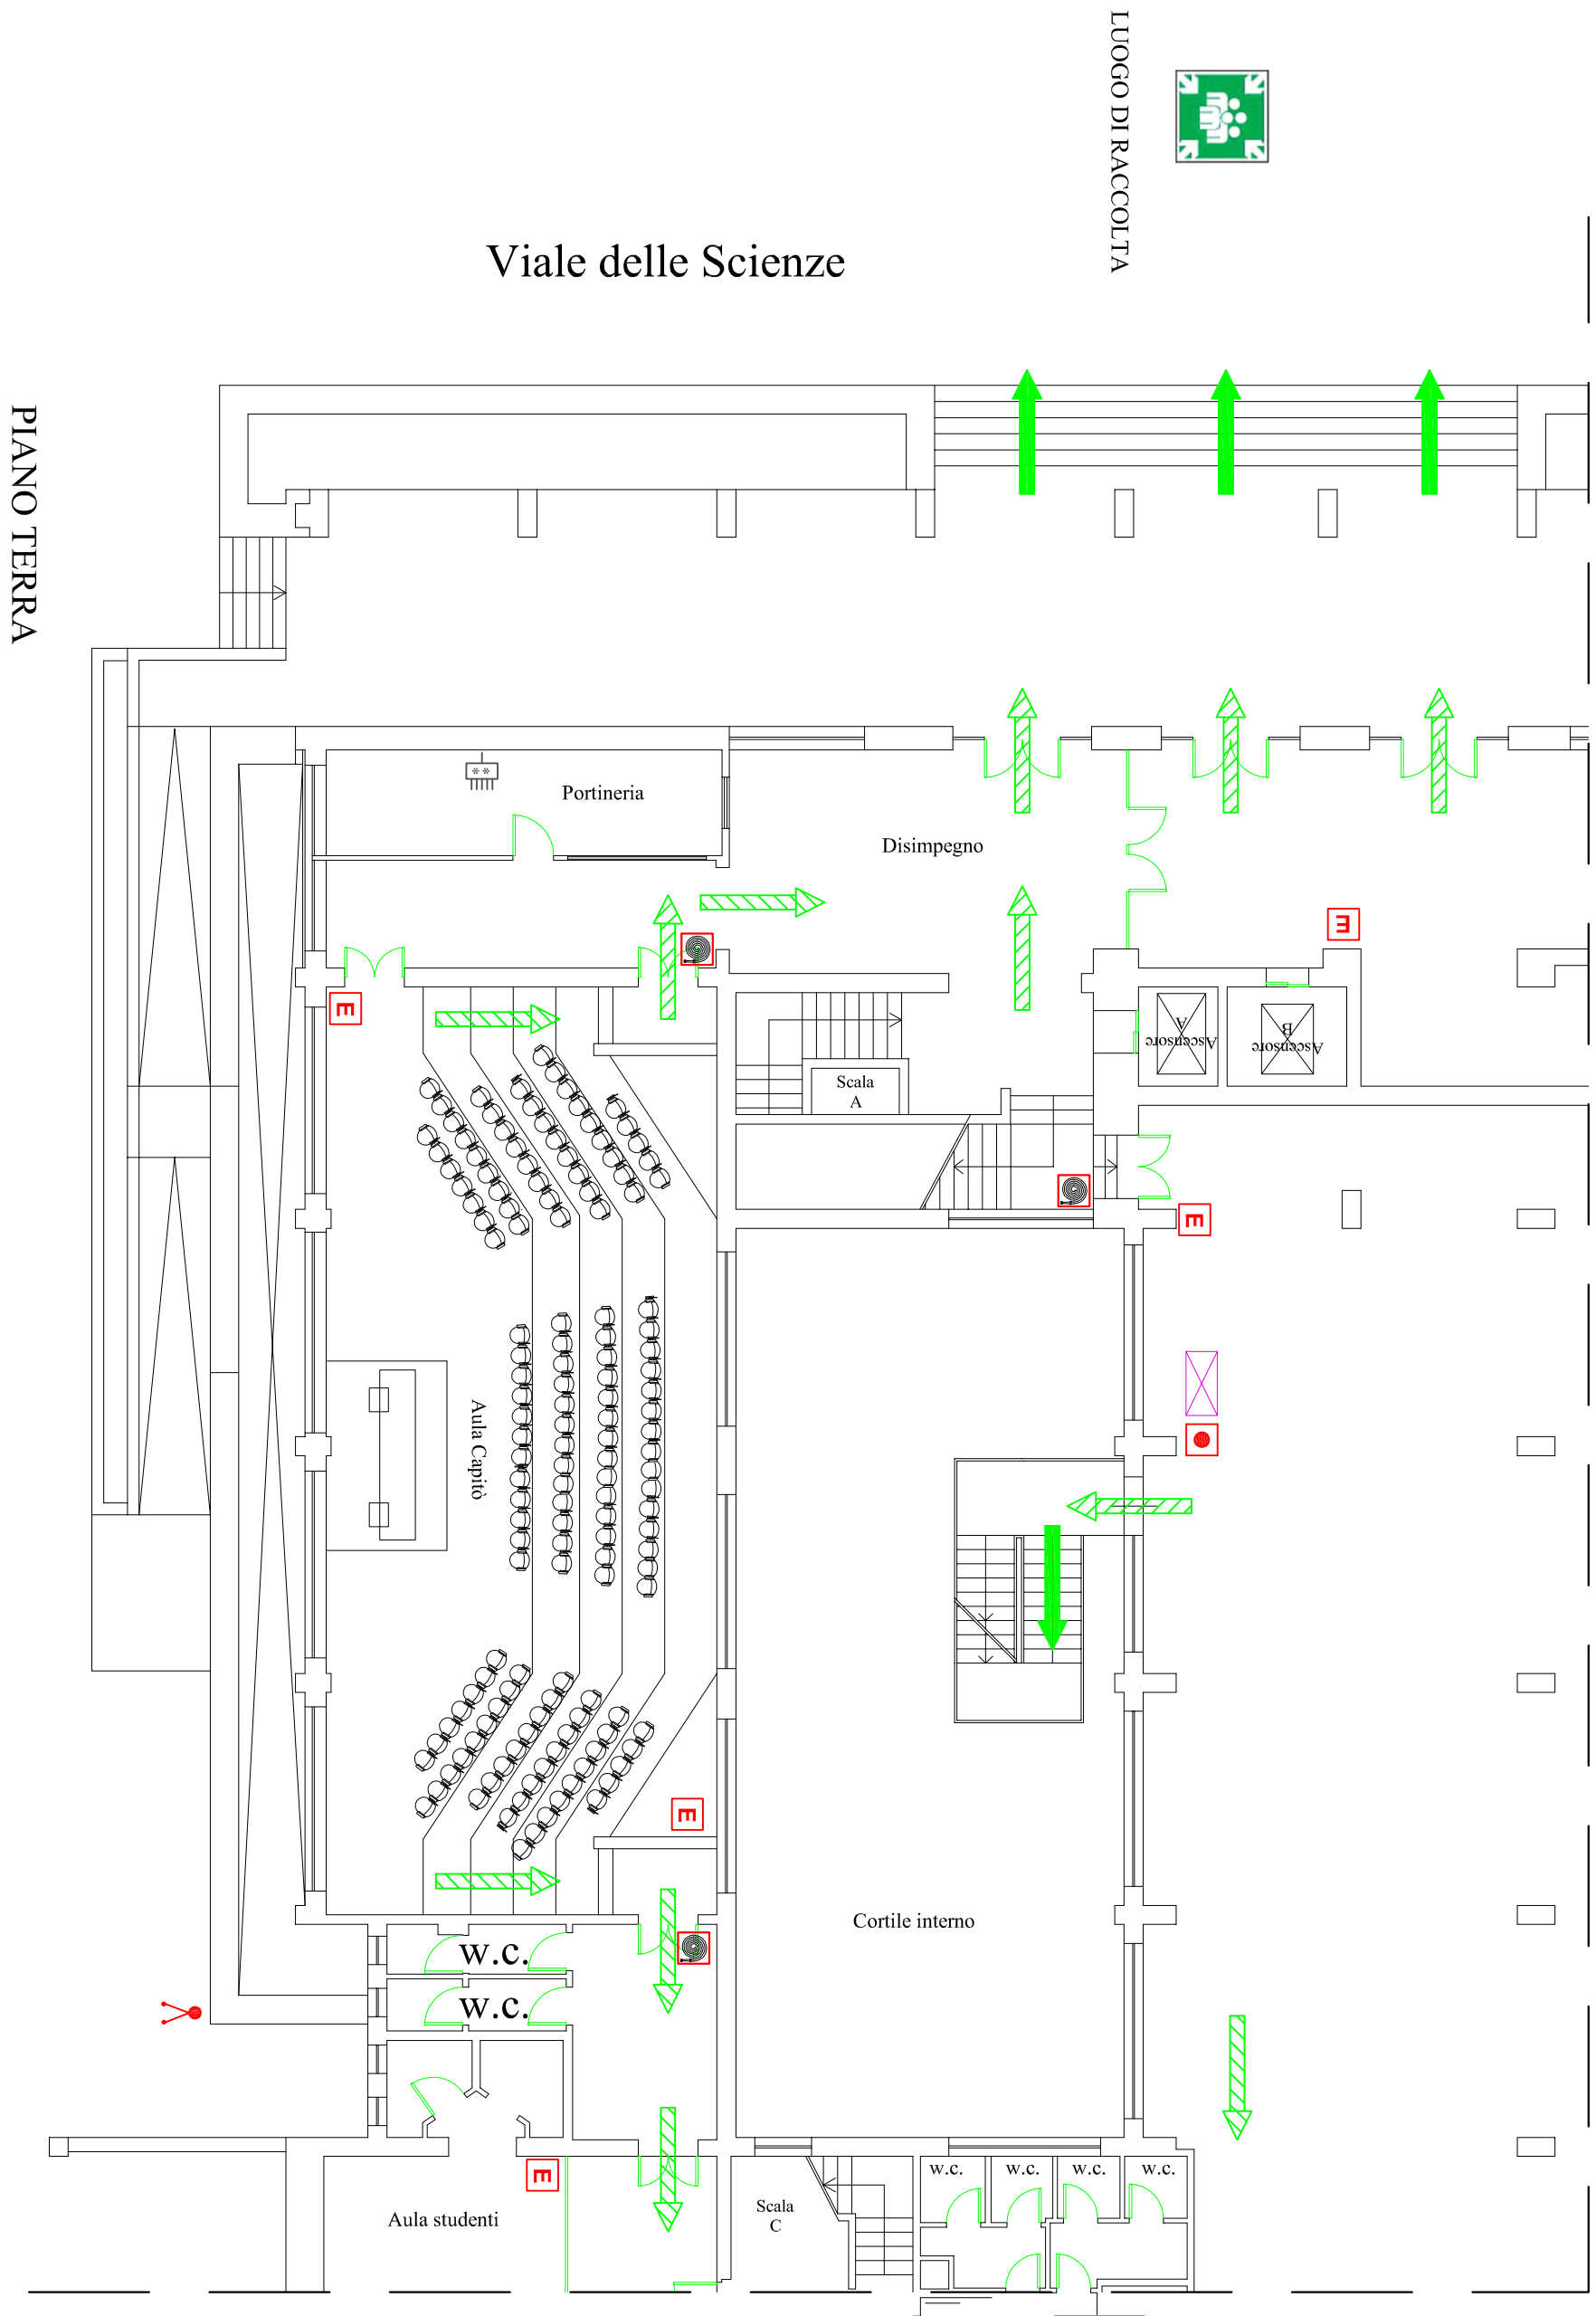 LUOGO DI RACCOLTA
Viale delle Scienze
PIANO TERRA
**
Portineria
Disimpegno
E
E
Ascensore
A
Ascensore
B
Scala
A
E
Aula Capitò
E
Cortile interno
w.c.
w.c.
E
Aula studenti
Scala
C
w.c.
w.c.
w.c.
w.c.